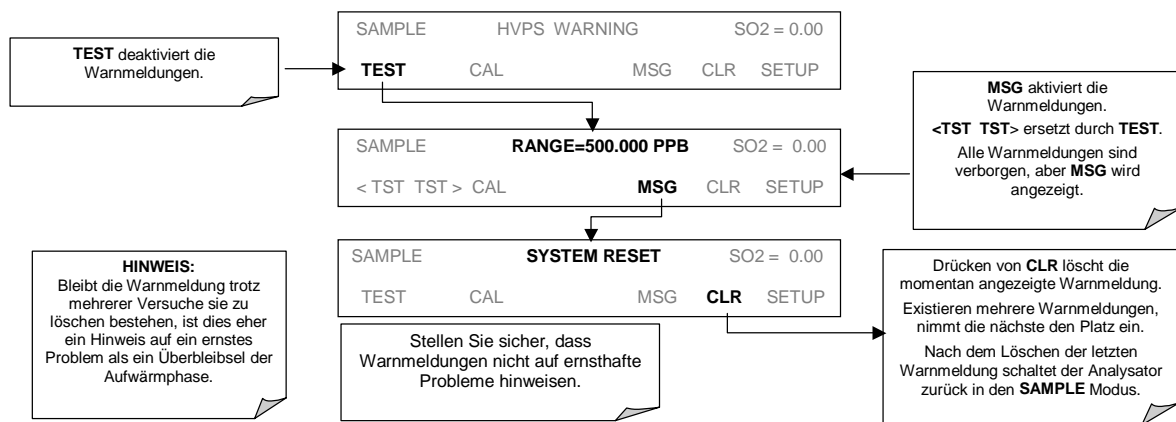 SAMPLE HVPS WARNING SO2 = 0.00
TEST CAL MSG CLR SETUP
TEST deaktiviert die
Warnmeldungen.
SAMPLE RANGE=500.000 PPB SO2 = 0.00
< TST TST > CAL MSG CLR SETUP
MSG aktiviert die
Warnmeldungen.
<TST TST> ersetzt durch TEST.
Alle Warnmeldungen sind
verborgen, aber MSG wird
angezeigt.
SAMPLE SYSTEM RESET SO2 = 0.00
TEST CAL MSG CLR SETUP
HINWEIS:
Bleibt die Warnmeldung trotz
mehrerer Versuche sie zu
löschen bestehen, ist dies eher
ein Hinweis auf ein ernstes
Problem als ein Überbleibsel der
Aufwärmphase.
Stellen Sie sicher, dass
Warnmeldungen nicht auf ernsthafte
Probleme hinweisen.
Drücken von CLR löscht die
momentan angezeigte Warnmeldung.
Existieren mehrere Warnmeldungen,
nimmt die nächste den Platz ein.
Nach dem Löschen der letzten
Warnmeldung schaltet der Analysator
zurück in den SAMPLE Modus.